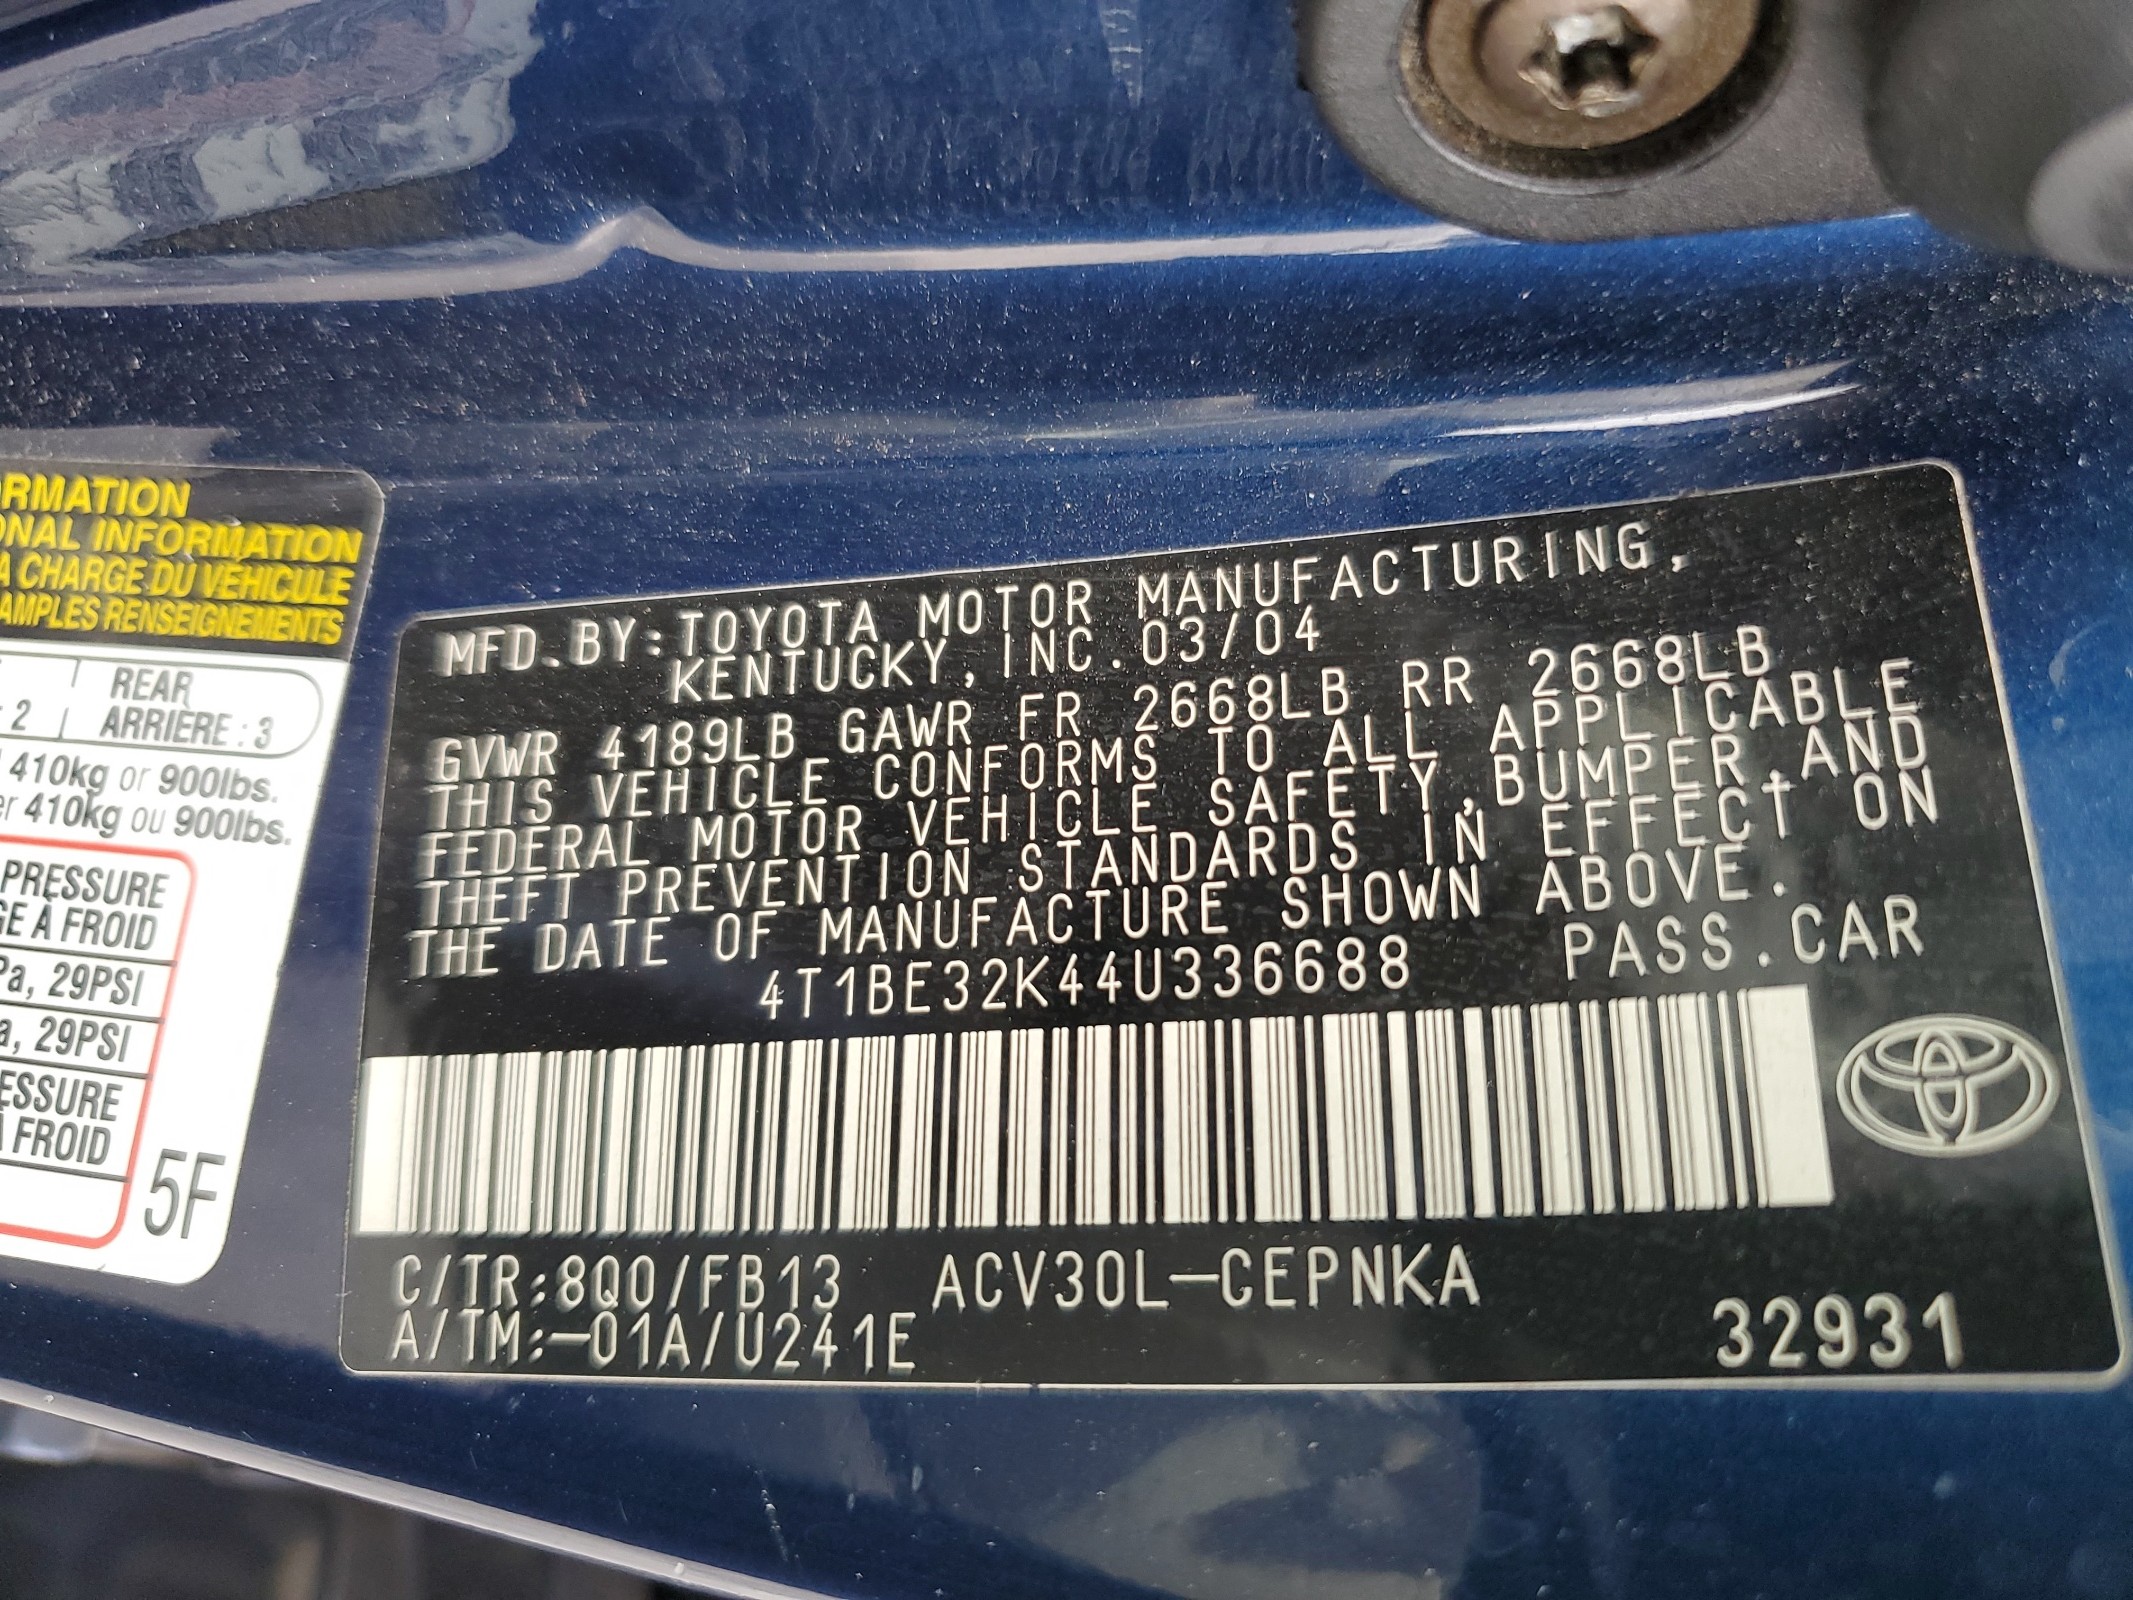 RMATION
ONAL INFORMATION
A CHARGE DU VÉHICULE
AMPLES RENSEIGNEMENTS
2 REAR
ARRIÈRE : 3
410kg or 900lbs.
er 410kg ou 900lbs.
PRESSURE
GE À FROID
Pa, 29PSI
a, 29PSI
ESSURE
À FROID
5F
MFD. BY: TOYOTA MOTOR MANUFACTURING,
KENTUCKY, INC. 03/04
GVWR 4189LB GAWR FR 2668LB RR 2668LB
THIS VEHICLE CONFORMS TO ALL APPLICABLE
FEDERAL MOTOR VEHICLE SAFETY, BUMPER, AND
THEFT PREVENTION STANDARDS IN EFFECT ON
THE DATE OF MANUFACTURE SHOWN ABOVE.
4T1BE32K44U336688 PASS. CAR
C/TR:8Q0/FB13 ACV30L-CEPNKA
A/TM:-01A/U241E 32931